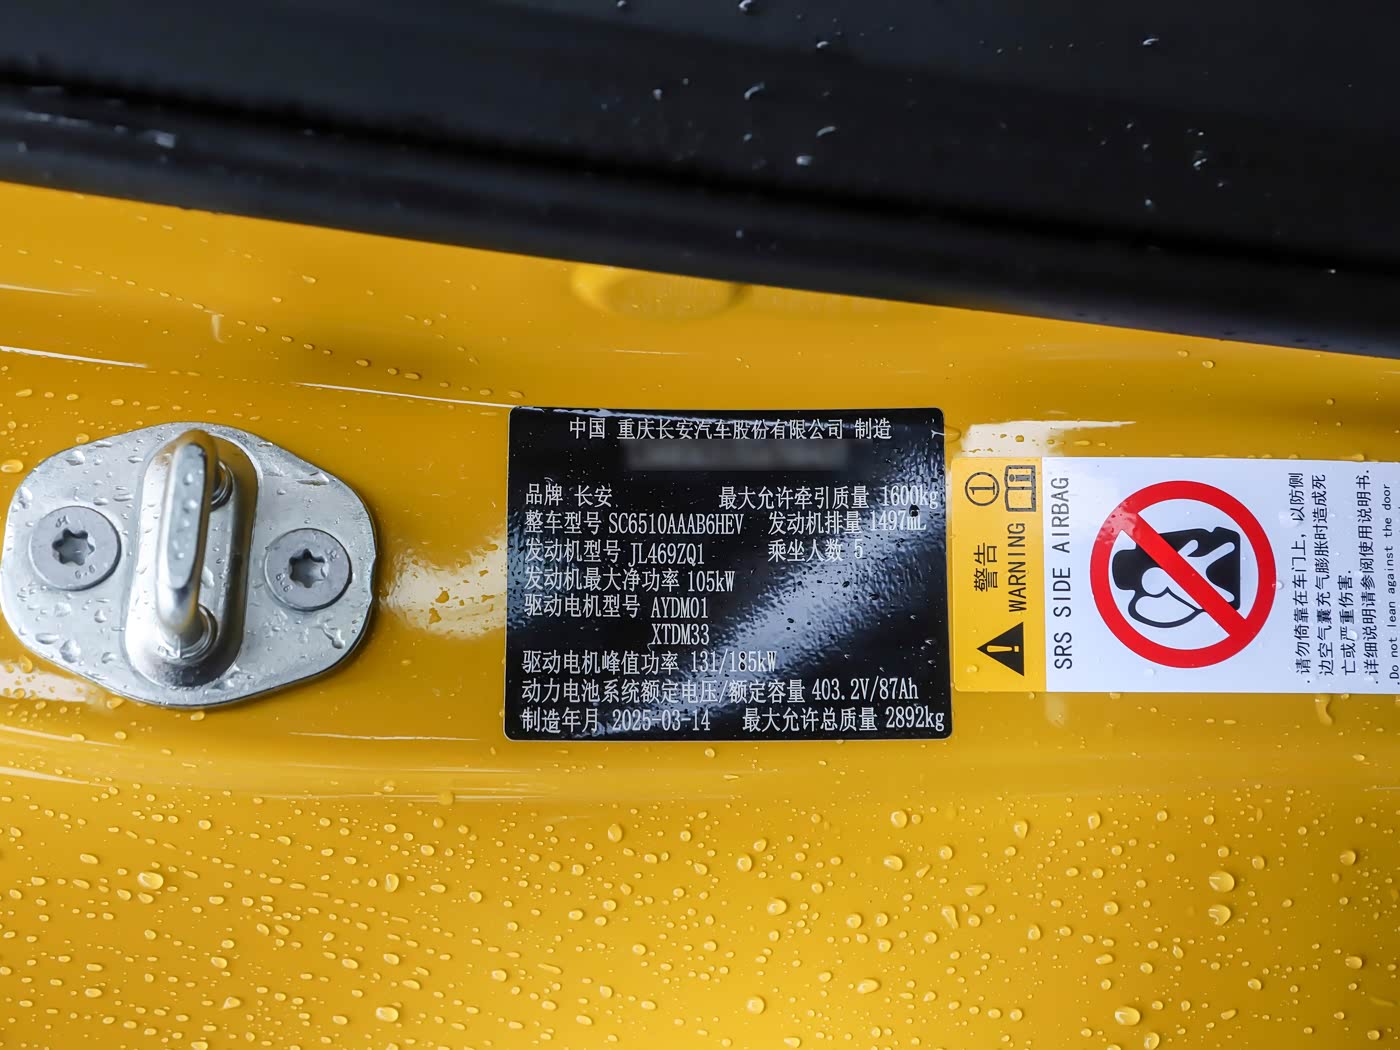 中国 重庆长安汽车股份有限公司 制造
品牌 长安 最大允许牵引质量 1600kg
整车型号 SC6510AAAB6HEV 发动机排量 1497mL
发动机型号 JL469ZQ1 乘坐人数 5
发动机最大净功率 105kW
驱动电机型号 AYDM01
XTDM33
驱动电机峰值功率 131/185kW
动力电池系统额定电压/额定容量 403.2V/87Ah
制造年月 2025-03-14 最大允许总质量 2892kg
①
警告
WARNING
SRS SIDE AIRBAG
.请勿倚靠在车门上，以防侧
边空气囊充气膨胀时造成死
亡或严重伤害.
.详细说明请参阅使用说明书.
.Do not lean against the door